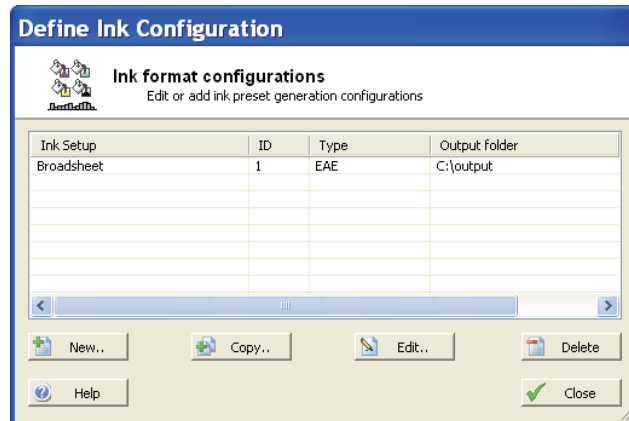 Define Ink Configuration
Ink format configurations
Edit or add ink preset generation configurations
Ink Setup ID Type Output folder
Broadsheet 1 EAE C:\output
New.. Copy.. Edit.. Delete
Help Close